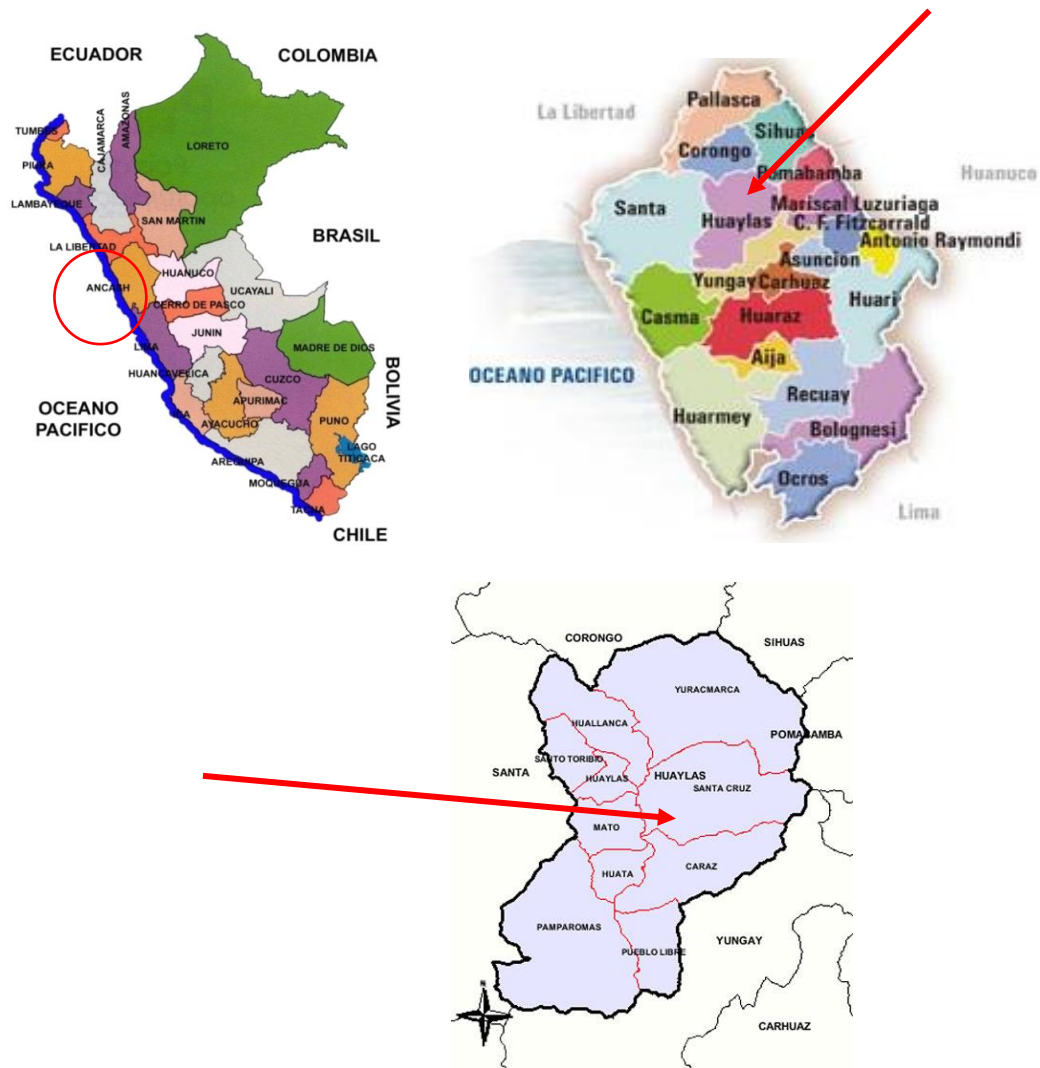 ECUADOR
COLOMBIA
TUMBES
PIURA
LAMBAYEQUE
CAJAMARCA
AMAZONAS
LORETO
SAN MARTIN
LA LIBERTAD
BRASIL
ANCASH
HUANUCO
UCAYALI
CERRO DE PASCO
JUNIN
LIMA
MADRE DE DIOS
HUANCAVELICA
CUZCO
BOLIVIA
OCEANO
PACIFICO
ICA
APURIMAC
AYACUCHO
PUNO
LAGO
TITICACA
AREQUIPA
MOQUEGUA
TACNA
CHILE
La Libertad
Pallasca
Sihuas
Corongo
Pomabamba
Huanuco
Santa
Huaylas
Mariscal Luzuriaga
C. F. Fitzcarrald
Antonio Raymondi
Asuncion
Yungay
Carhuaz
Huari
Casma
Huaraz
Aija
OCEANO PACIFICO
Recuay
Huarmey
Bolognesi
Ocros
Lima
CORONGO
SIHUAS
YURACMARCA
HUALLANCA
POMABAMBA
SANTO TORIBIO
SANTA
HUAYLAS
HUAYLAS
SANTA CRUZ
MATO
HUATA
CARAZ
PAMPAROMAS
PUEBLO LIBRE
YUNGAY
N
CARHUAZ